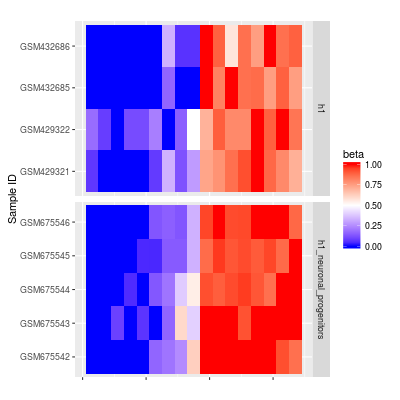 GSM432686
GSM432685
GSM429322
GSM429321
h1
GSM675546
GSM675545
GSM675544
GSM675543
GSM675542
h1_neuronal_progenitors
Sample ID
beta
1.00
0.75
0.50
0.25
0.00